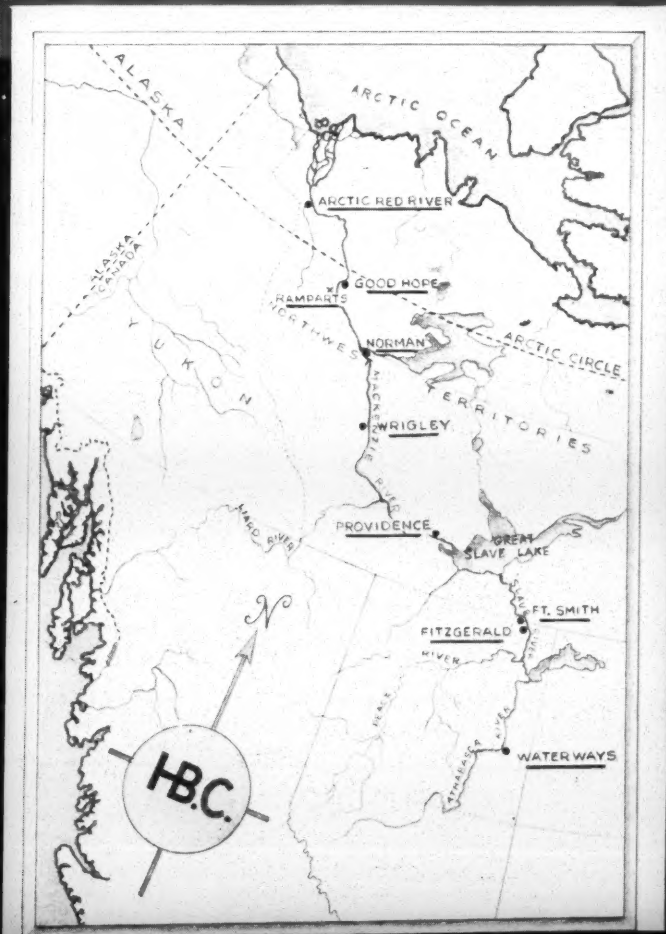 ALASKA
ARCTIC OCEAN
ARCTIC RED RIVER
ALASKA
CANADA
GOOD HOPE
RAMPARTS
NORTHWEST
TERRITORIES
NORMAN
ARCTIC CIRCLE
YUKON
MACKENZIE RIVER
WRIGLEY
LIARD RIVER
PROVIDENCE
GREAT
SLAVE LAKE
SLAVE RIVER
FT. SMITH
FITZGERALD
PEACE RIVER
N
ATHABASCA RIVER
WATERWAYS
H.B.C.